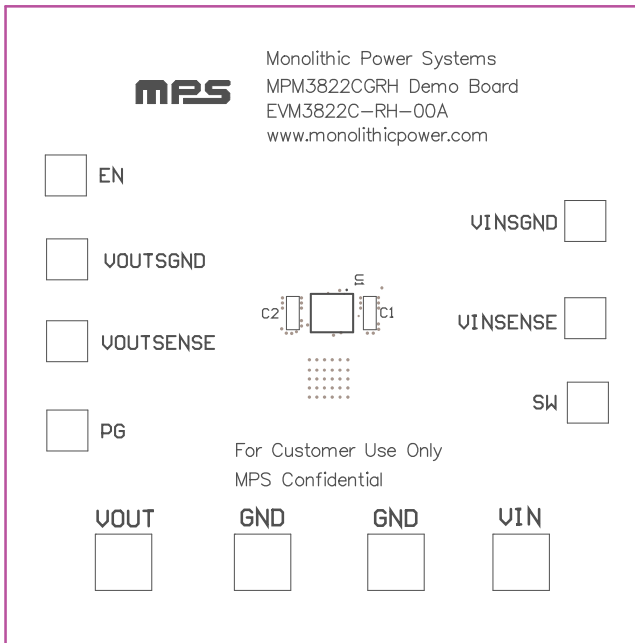 mps
Monolithic Power Systems
MPM3822CGRH Demo Board
EVM3822C-RH-00A
www.monolithicpower.com
EN
VINSGND
VOUTSGND
U1
C2
C1
VINSENSE
VOUTSENSE
SW
PG
For Customer Use Only
MPS Confidential
VOUT
GND
GND
VIN